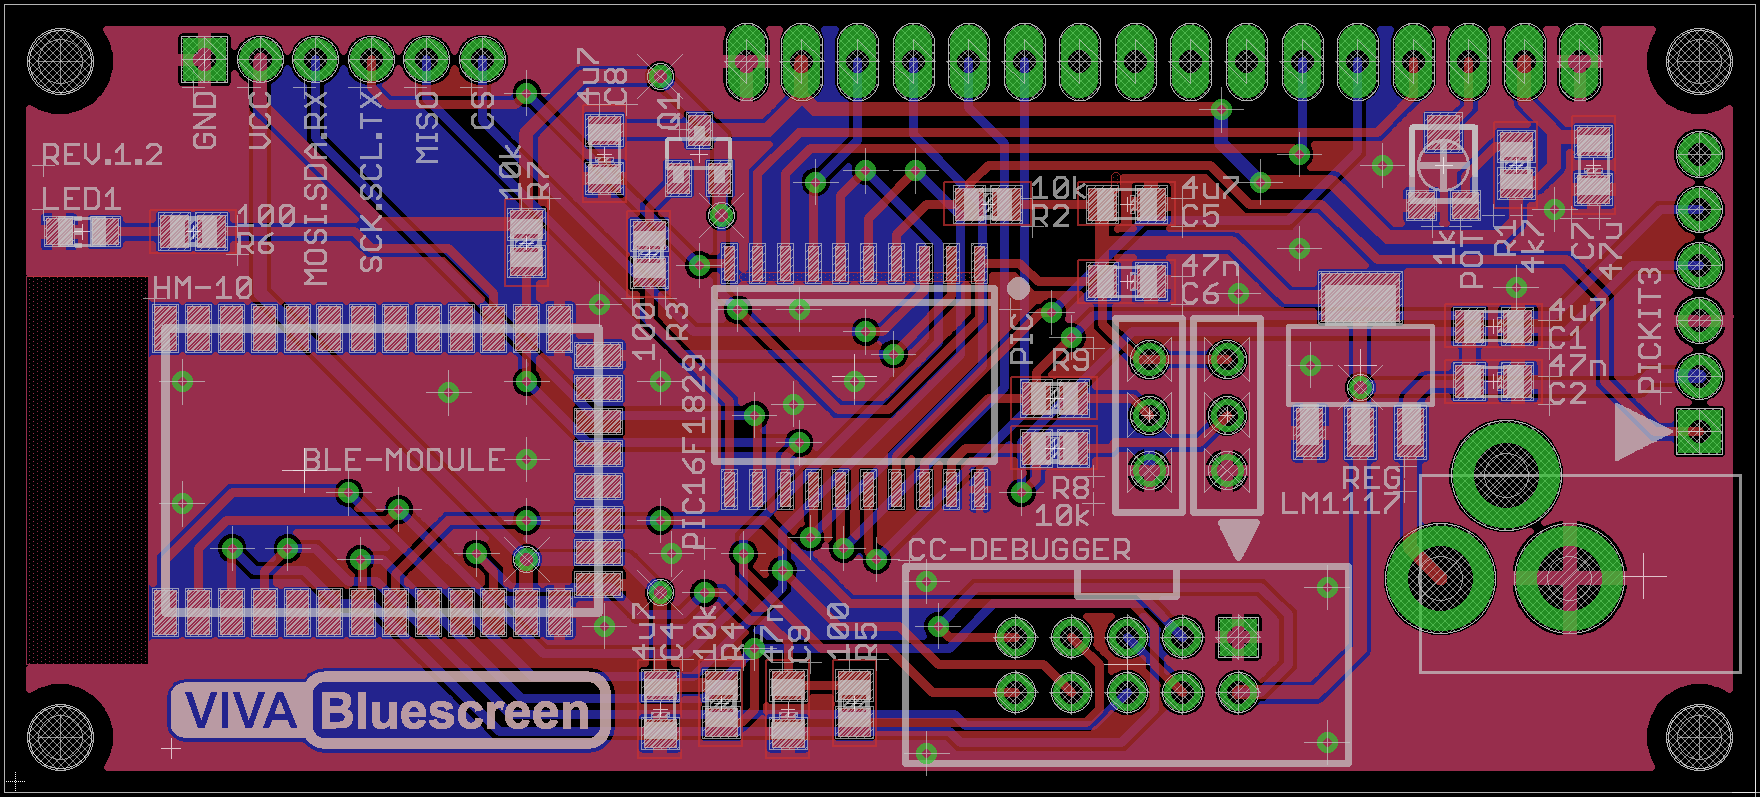 GND
VCC
MOSI.SDA.RX
SCK.SCL.TX
MISO
CS
4u7
C8
Q1
REV.1.2
LED1
100
R6
10k
R7
10k
R2
4u7
C5
47n
C6
1k
POT
R1
4k7
C7
47u
HM-10
100
R3
PIC16F1829
PIC
R9
R8
10k
4u7
C1
47n
C2
PICKIT3
REG
LM1117
BLE-MODULE
CC-DEBUGGER
4u7
C4
10k
R4
47n
C9
100
R5
VIVA Bluescreen